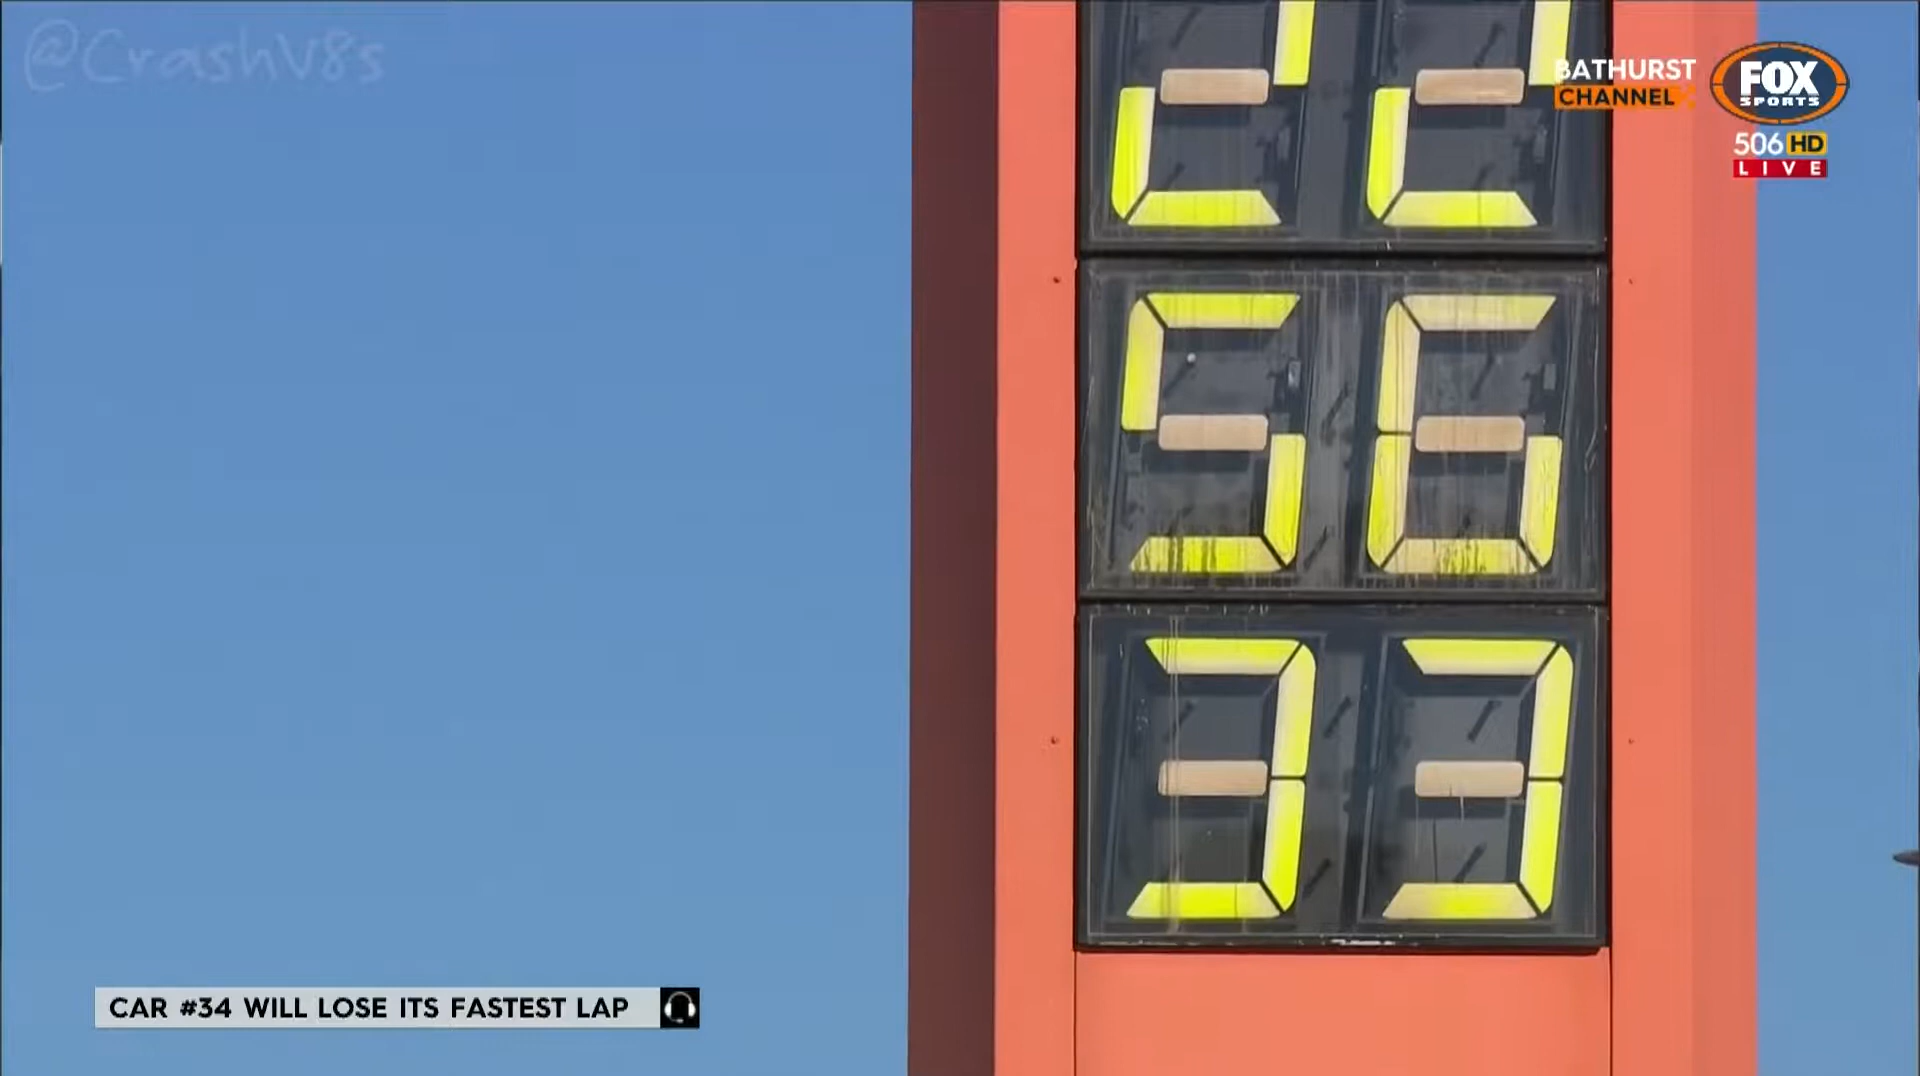 @CrashV8s
BATHURST
CHANNEL
FOX
SPORTS
506 HD
LIVE
22
56
33
CAR #34 WILL LOSE ITS FASTEST LAP